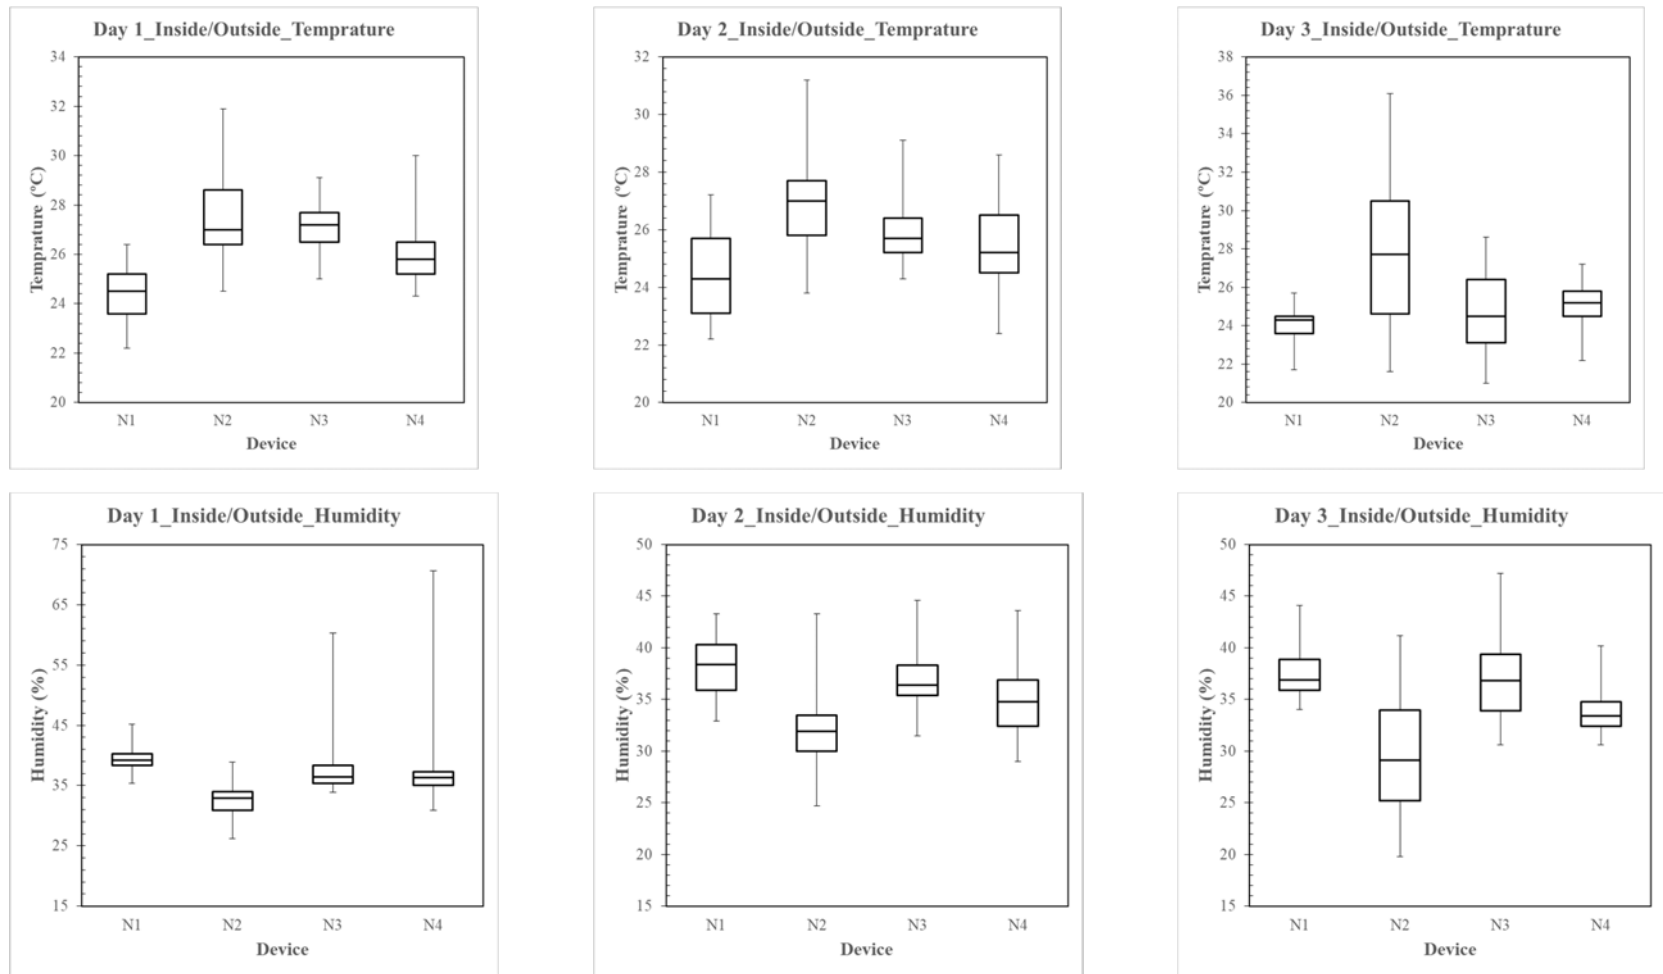 Day 1_Inside/Outside_Temprature
34
32
30
28
26
24
22
20
Temprature (°C)
N1 N2 N3 N4
Device
Day 2_Inside/Outside_Temprature
32
30
28
26
24
22
20
Temprature (°C)
N1 N2 N3 N4
Device
Day 3_Inside/Outside_Temprature
38
36
34
32
30
28
26
24
22
20
Temprature (°C)
N1 N2 N3 N4
Device
Day 1_Inside/Outside_Humidity
75
65
55
45
35
25
15
Humidity (%)
N1 N2 N3 N4
Device
Day 2_Inside/Outside_Humidity
50
45
40
35
30
25
20
15
Humidity (%)
N1 N2 N3 N4
Device
Day 3_Inside/Outside_Humidity
50
45
40
35
30
25
20
15
Humidity (%)
N1 N2 N3 N4
Device